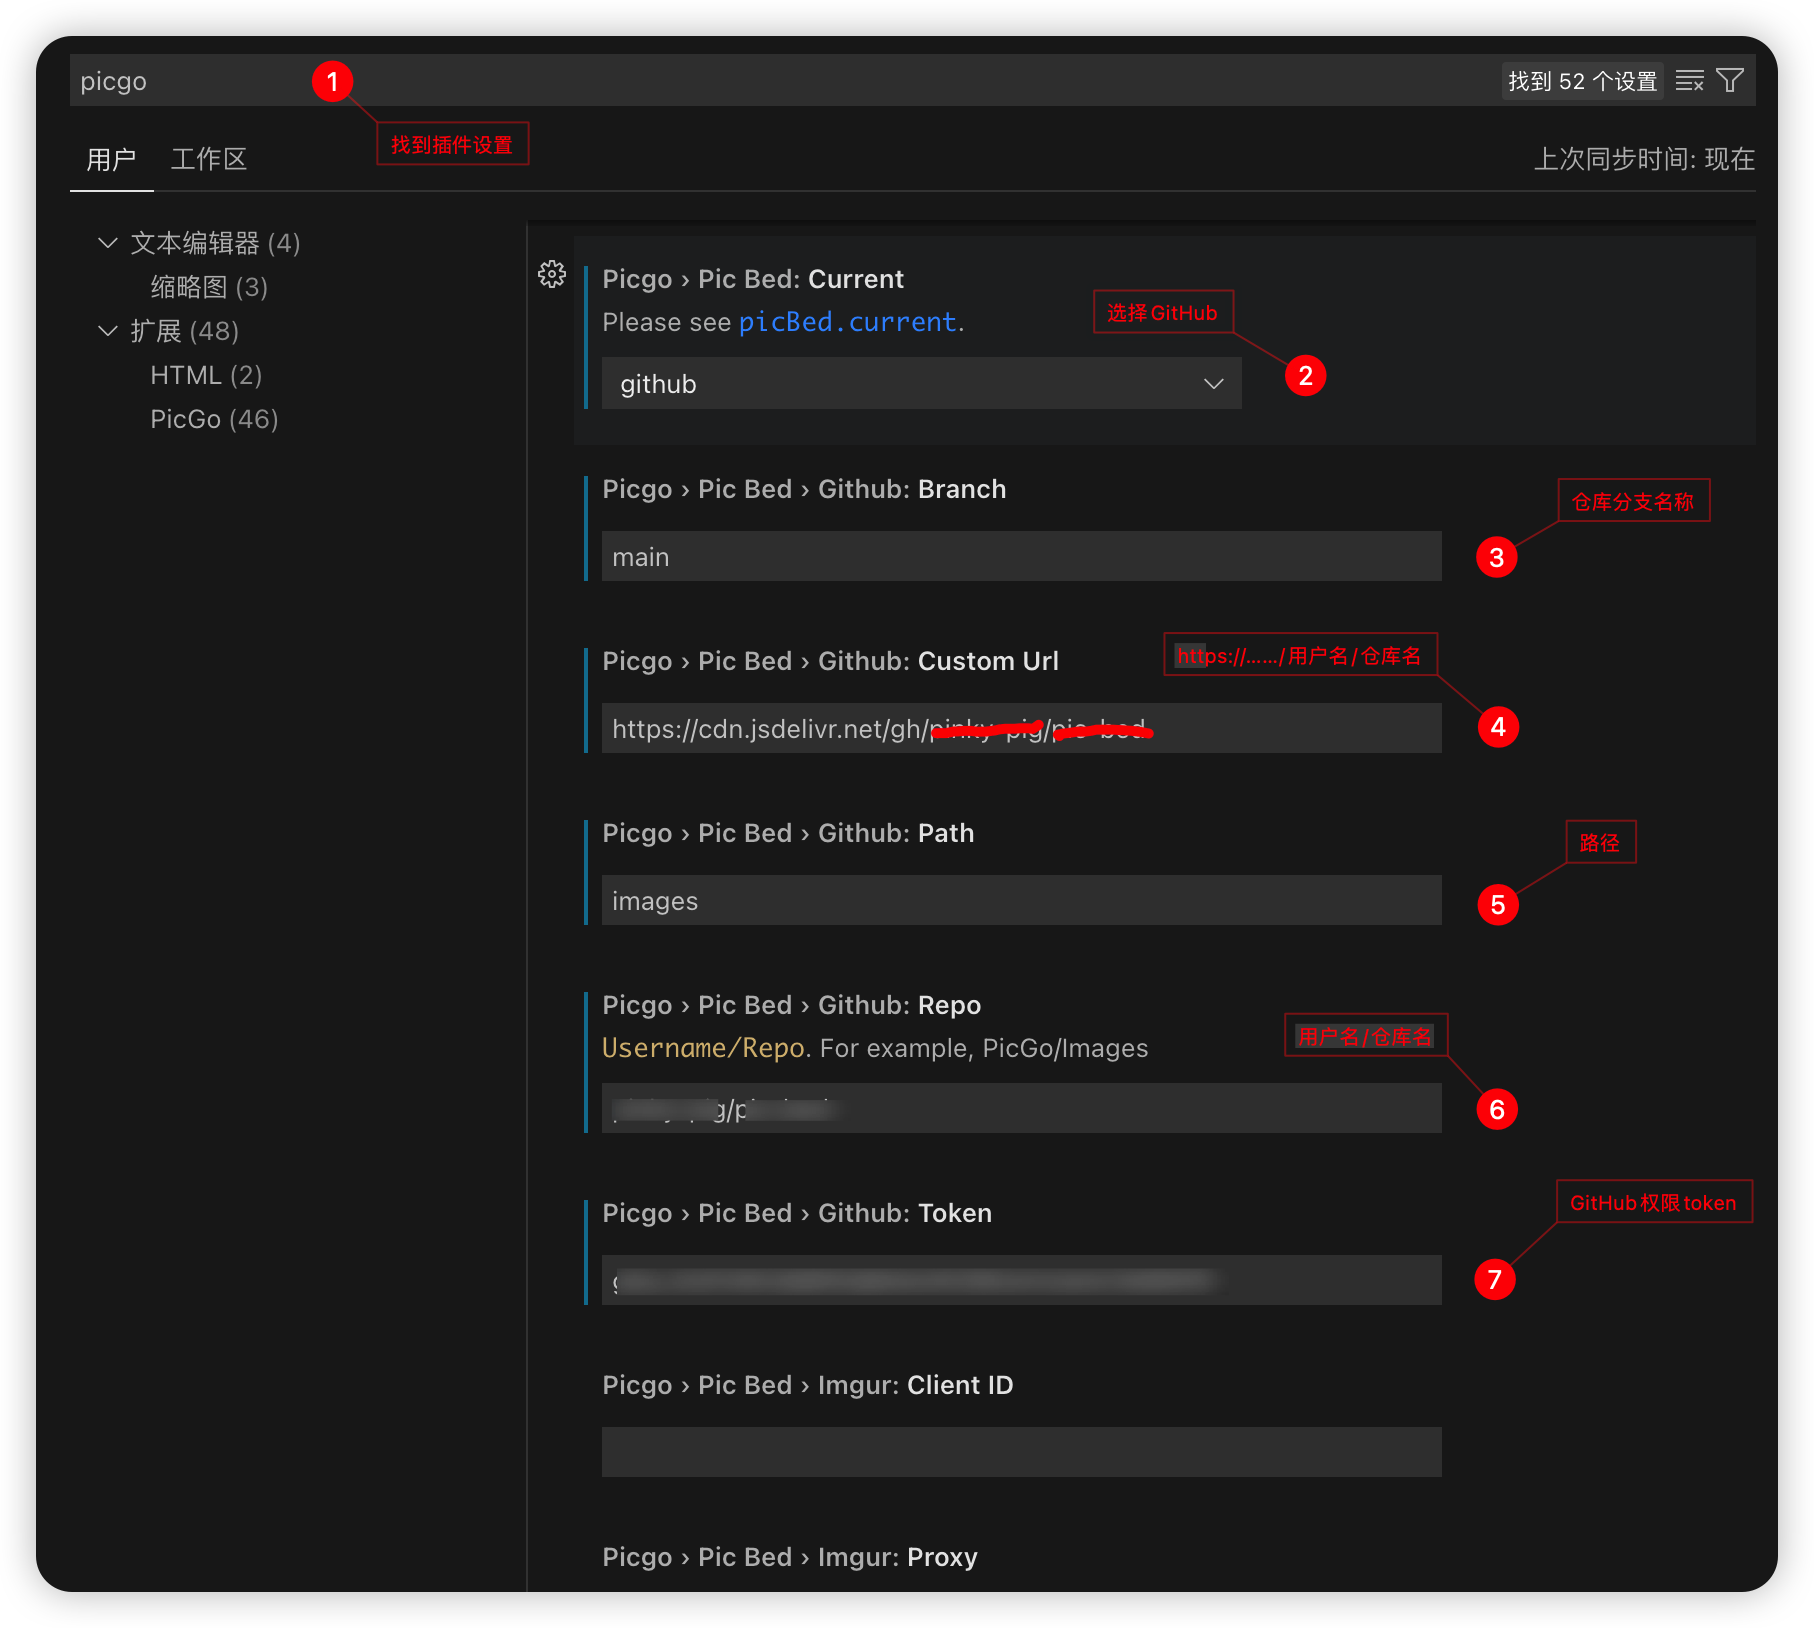 picgo
1
找到 52 个设置
找到插件设置
用户
工作区
上次同步时间: 现在
文本编辑器 (4)
缩略图 (3)
扩展 (48)
HTML (2)
PicGo (46)
Picgo › Pic Bed: Current
Please see picBed.current.
选择GitHub
github
2
Picgo › Pic Bed › Github: Branch
仓库分支名称
main
3
Picgo › Pic Bed › Github: Custom Url
https://....../用户名/仓库名
https://cdn.jsdelivr.net/gh/
4
Picgo › Pic Bed › Github: Path
路径
images
5
Picgo › Pic Bed › Github: Repo
Username/Repo. For example, PicGo/Images
用户名/仓库名
6
Picgo › Pic Bed › Github: Token
GitHub权限token
7
Picgo › Pic Bed › Imgur: Client ID
Picgo › Pic Bed › Imgur: Proxy